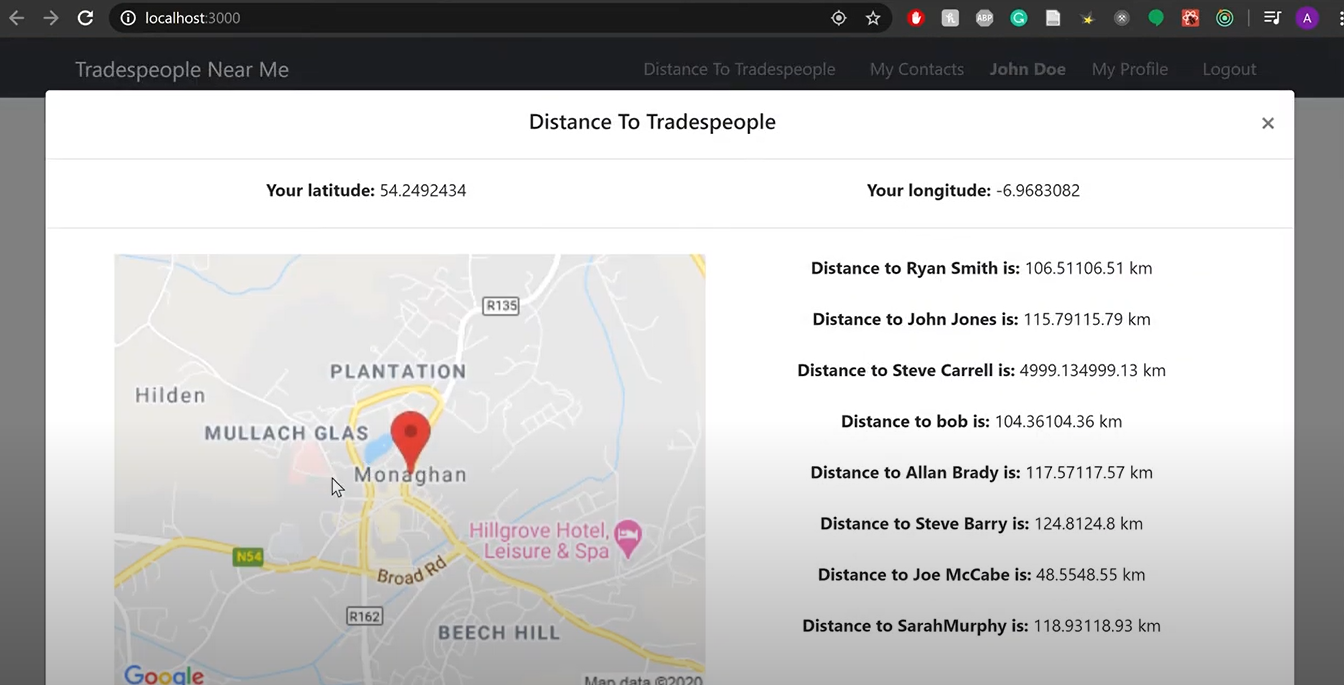 localhost:3000
ABP
A
Tradespeople Near Me
Distance To Tradespeople
My Contacts
John Doe
My Profile
Logout
Distance To Tradespeople
×
Your latitude: 54.2492434
Your longitude: -6.9683082
R135
PLANTATION
Hilden
MULLACH GLAS
Monaghan
Hillgrove Hotel,
Leisure & Spa
N54
Broad Rd
R162
BEECH HILL
Google
Map data ©2020
Distance to Ryan Smith is: 106.51106.51 km
Distance to John Jones is: 115.79115.79 km
Distance to Steve Carrell is: 4999.134999.13 km
Distance to bob is: 104.36104.36 km
Distance to Allan Brady is: 117.57117.57 km
Distance to Steve Barry is: 124.8124.8 km
Distance to Joe McCabe is: 48.5548.55 km
Distance to SarahMurphy is: 118.93118.93 km